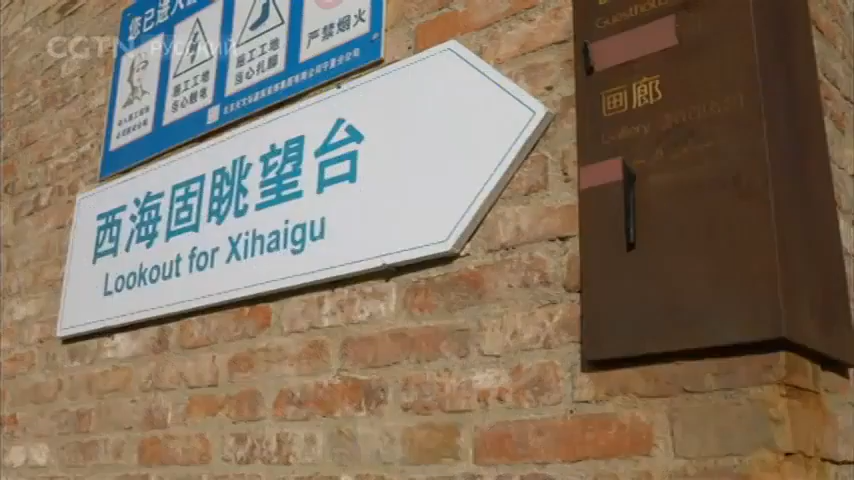 CGTN Русский
您已进入
施工工地
当心触电
施工工地
当心扎脚
严禁烟火
西海固眺望台
Lookout for Xihaigu
Guesthouse
画廊
Gallery